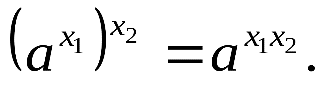 (a^{x_1})^{x_2} = a^{x_1 x_2}.